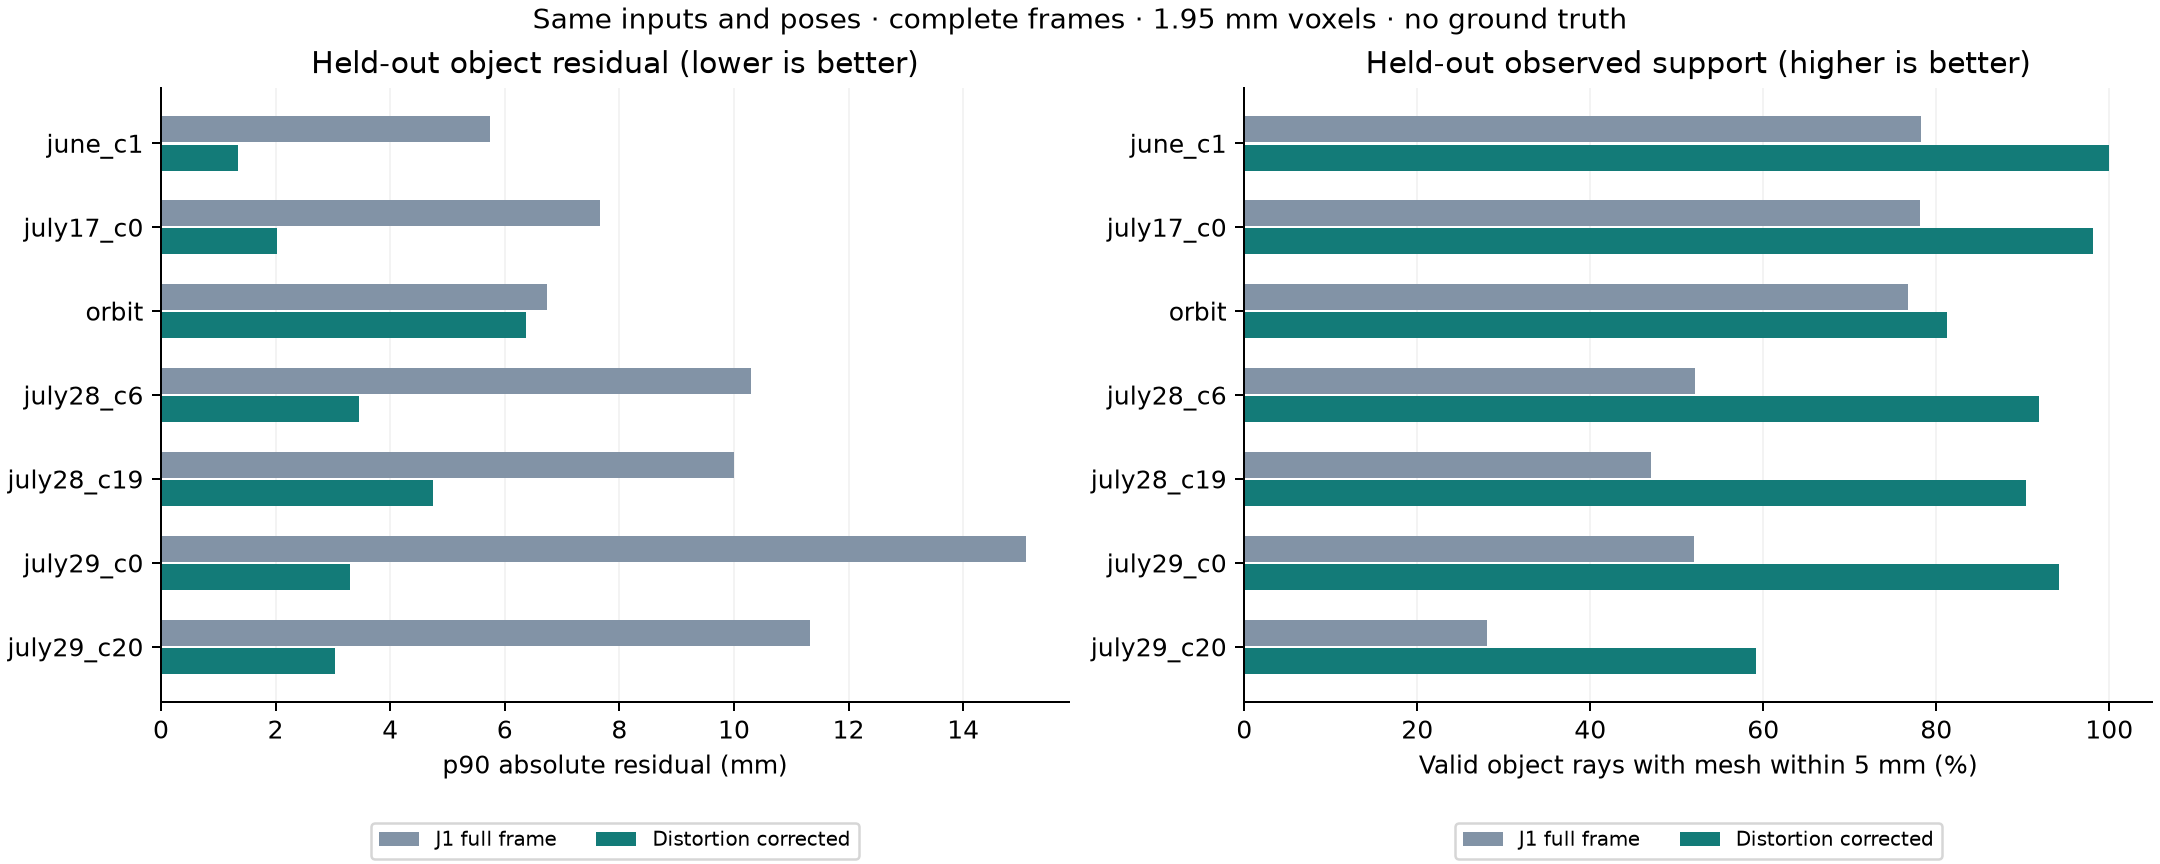 Same inputs and poses · complete frames · 1.95 mm voxels · no ground truth
Held-out object residual (lower is better)
june_c1
july17_c0
orbit
july28_c6
july28_c19
july29_c0
july29_c20
0 2 4 6 8 10 12 14
p90 absolute residual (mm)
J1 full frame Distortion corrected
Held-out observed support (higher is better)
june_c1
july17_c0
orbit
july28_c6
july28_c19
july29_c0
july29_c20
0 20 40 60 80 100
Valid object rays with mesh within 5 mm (%)
J1 full frame Distortion corrected